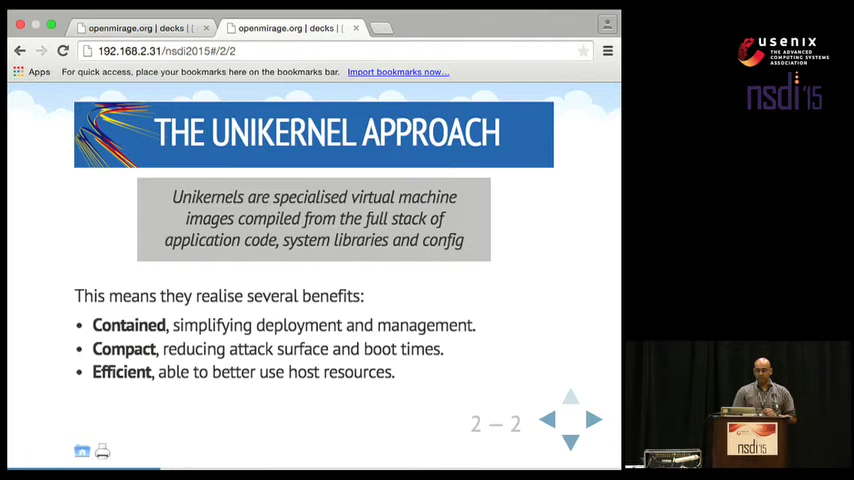 openmirage.org | decks |
openmirage.org | decks |
192.168.2.31/nsdi2015#/2/2
Apps
For quick access, place your bookmarks here on the bookmarks bar.
Import bookmarks now...
THE UNIKERNEL APPROACH
Unikernels are specialised virtual machine
images compiled from the full stack of
application code, system libraries and config
This means they realise several benefits:
• Contained, simplifying deployment and management.
• Compact, reducing attack surface and boot times.
• Efficient, able to better use host resources.
2 — 2
usenix
THE ADVANCED
COMPUTING SYSTEMS
ASSOCIATION
nsdi'15
nsdi'15